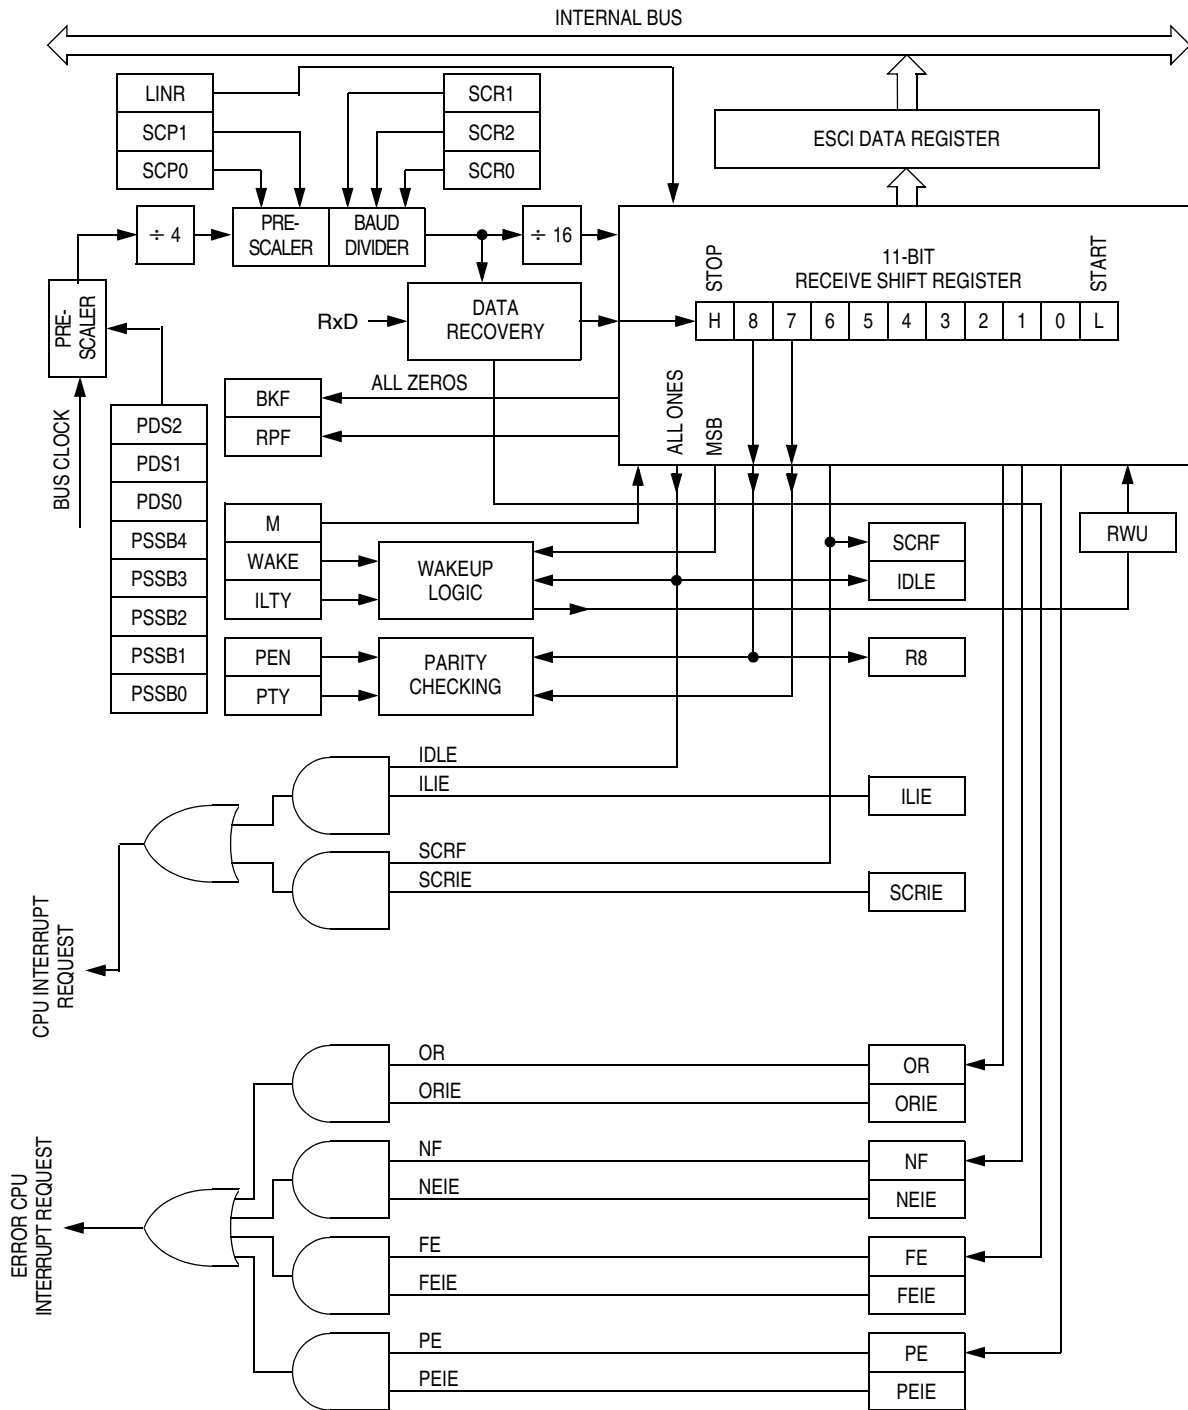 INTERNAL BUS
LINR
SCP1
SCP0
SCR1
SCR2
SCR0
ESCI DATA REGISTER
÷ 4
PRE-
SCALER
BAUD
DIVIDER
÷ 16
PRE-
SCALER
BUS CLOCK
RxD
DATA
RECOVERY
STOP
11-BIT
RECEIVE SHIFT REGISTER
START
H 8 7 6 5 4 3 2 1 0 L
ALL ZEROS
ALL ONES
MSB
BKF
RPF
PDS2
PDS1
PDS0
PSSB4
PSSB3
PSSB2
PSSB1
PSSB0
M
WAKE
ILTY
WAKEUP
LOGIC
SCRF
IDLE
RWU
PEN
PTY
PARITY
CHECKING
R8
IDLE
ILIE
ILIE
SCRF
SCRIE
SCRIE
CPU INTERRUPT
REQUEST
OR
ORIE
OR
ORIE
NF
NEIE
NF
NEIE
FE
FEIE
FE
FEIE
PE
PEIE
PE
PEIE
ERROR CPU
INTERRUPT REQUEST